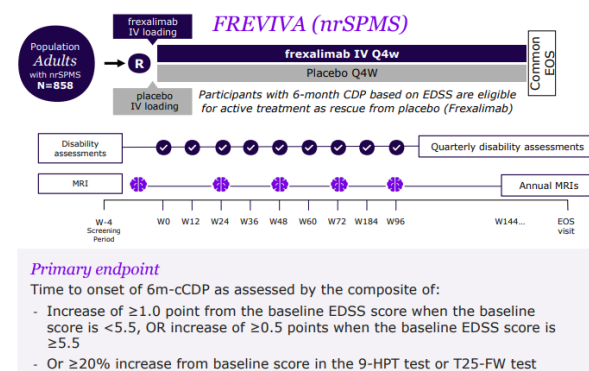 FREVIVA (nrSPMS)
frexalimab
IV loading
Population
Adults
with nrSPMS
N=858
R
frexalimab IV Q4w
Placebo Q4W
Common
EOS
placebo
IV loading
Participants with 6-month CDP based on EDSS are eligible
for active treatment as rescue from placebo (Frexalimab)
Disability
assessments
Quarterly disability assessments
MRI
Annual MRIs
W-4
Screening
Period
W0
W12
W24
W36
W48
W60
W72
W184
W96
W144...
EOS
visit
Primary endpoint
Time to onset of 6m-cCDP as assessed by the composite of:
- Increase of ≥1.0 point from the baseline EDSS score when the baseline
score is <5.5, OR increase of ≥0.5 points when the baseline EDSS score is
≥5.5
- Or ≥20% increase from baseline score in the 9-HPT test or T25-FW test